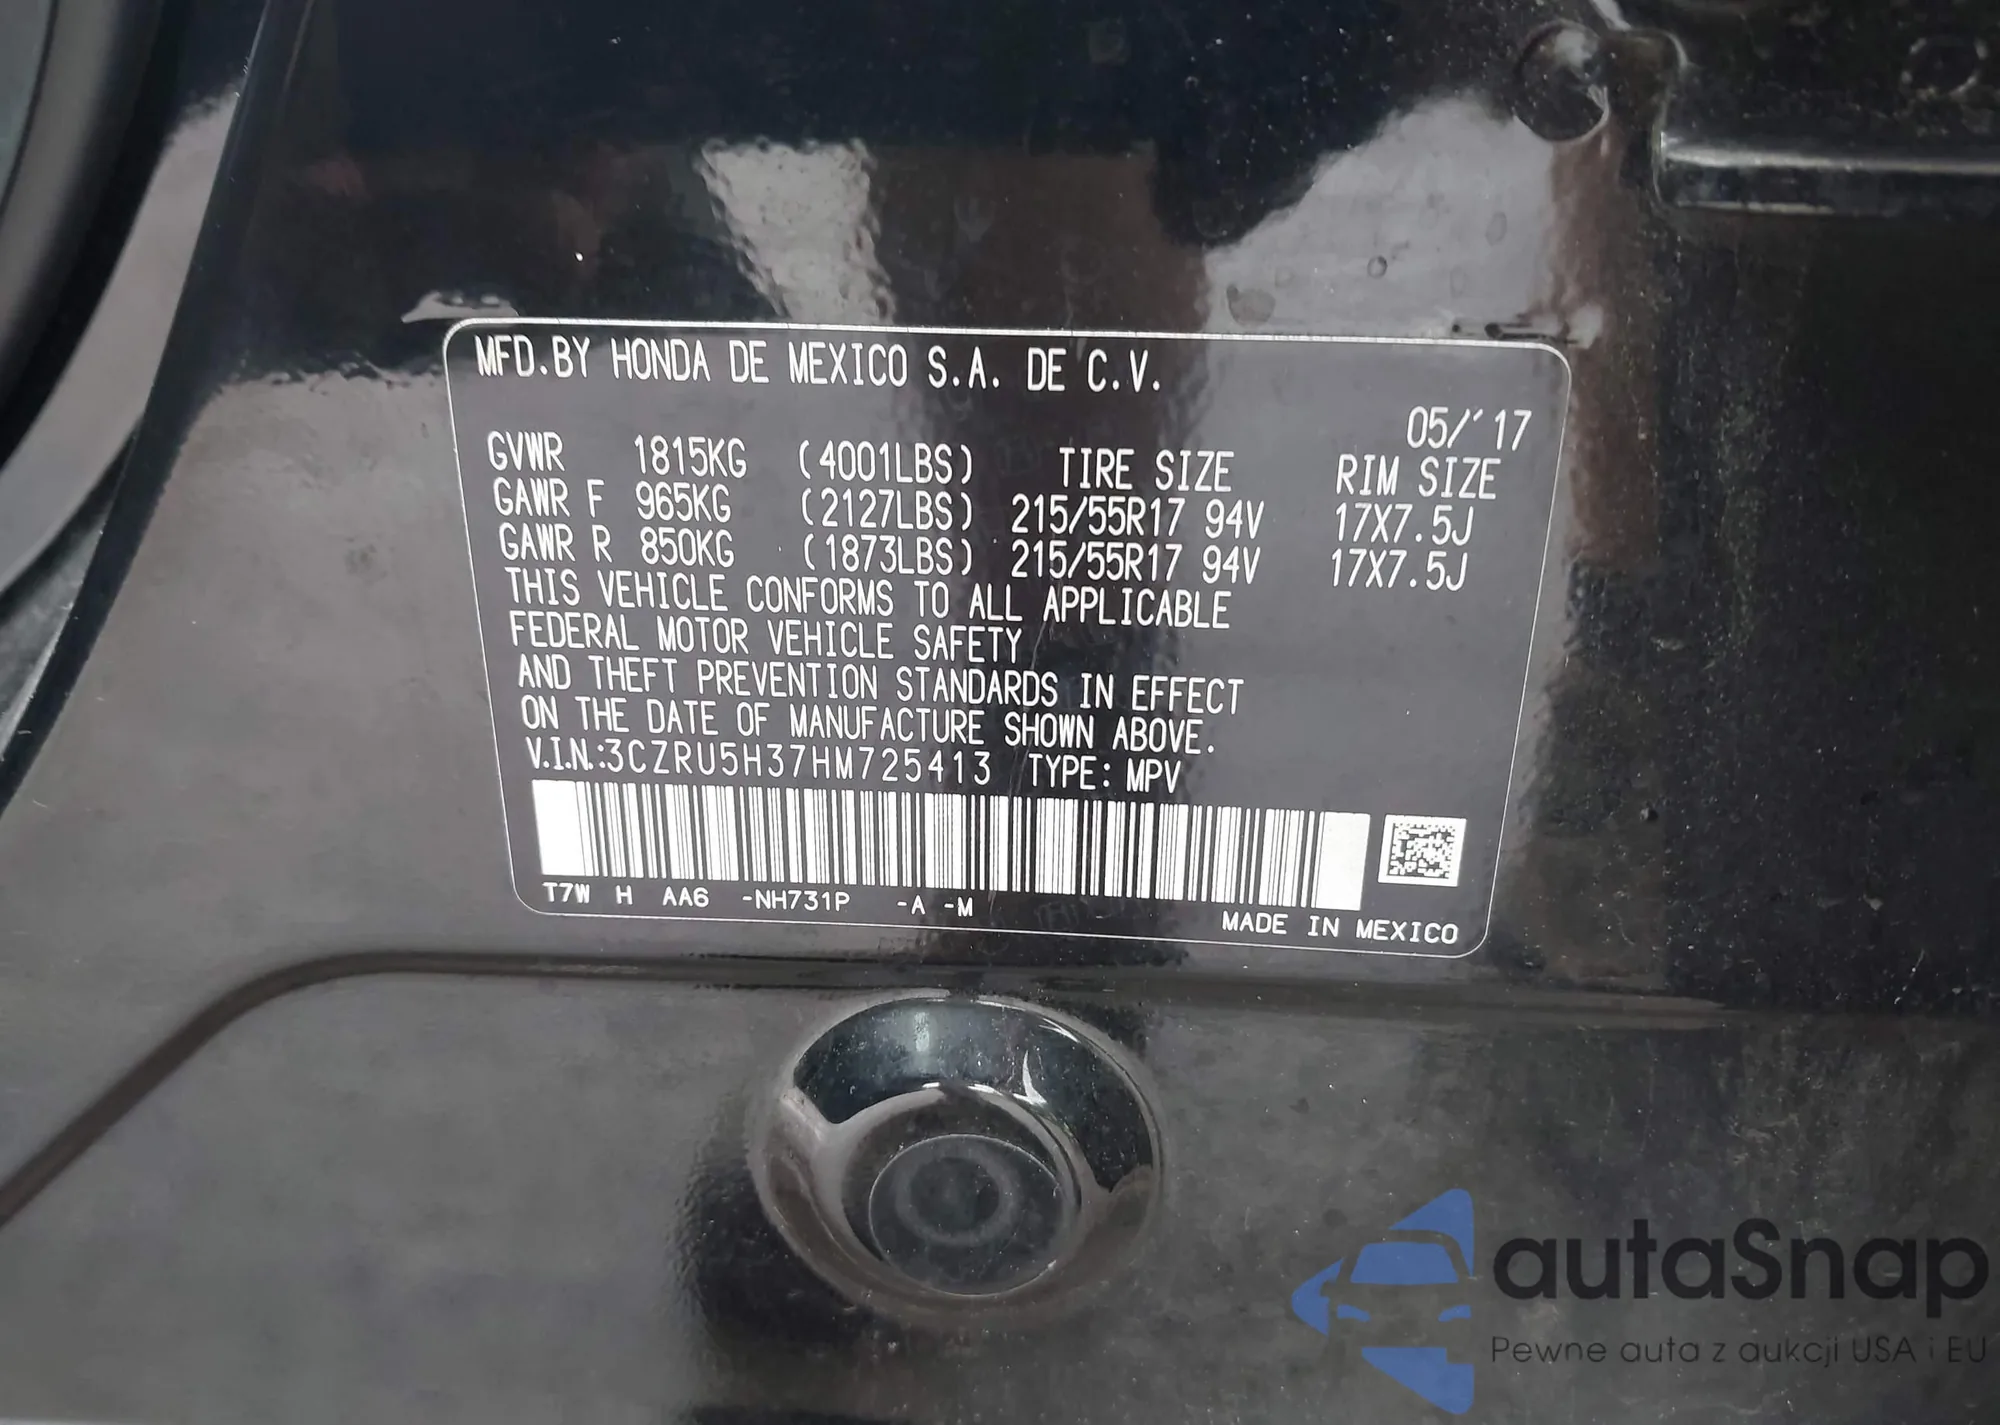 MFD.BY HONDA DE MEXICO S.A. DE C.V.
05/'17
GVWR 1815KG (4001LBS) TIRE SIZE RIM SIZE
GAWR F 965KG (2127LBS) 215/55R17 94V 17X7.5J
GAWR R 850KG (1873LBS) 215/55R17 94V 17X7.5J
THIS VEHICLE CONFORMS TO ALL APPLICABLE
FEDERAL MOTOR VEHICLE SAFETY
AND THEFT PREVENTION STANDARDS IN EFFECT
ON THE DATE OF MANUFACTURE SHOWN ABOVE.
V.I.N.:3CZRU5H37HM725413 TYPE: MPV
T7W H AA6 -NH731P -A -M
MADE IN MEXICO
autaSnap
Pewne auta z aukcji USA i EU